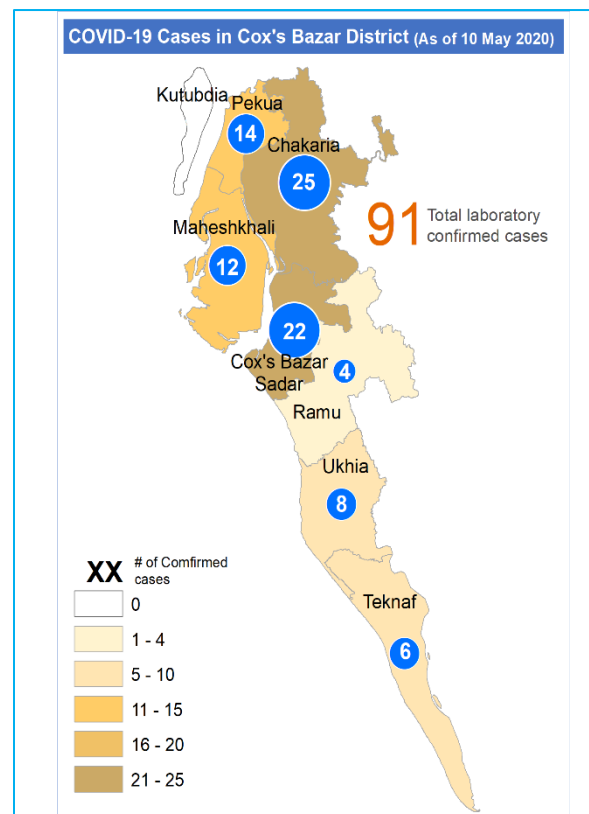 COVID-19 Cases in Cox's Bazar District (As of 10 May 2020)
Kutubdia
Pekua
14
Chakaria
25
91 Total laboratory
confirmed cases
Maheshkhali
12
22
Cox's Bazar
Sadar
4
Ramu
Ukhia
8
Teknaf
6
XX # of Comfirmed
cases
0
1 - 4
5 - 10
11 - 15
16 - 20
21 - 25